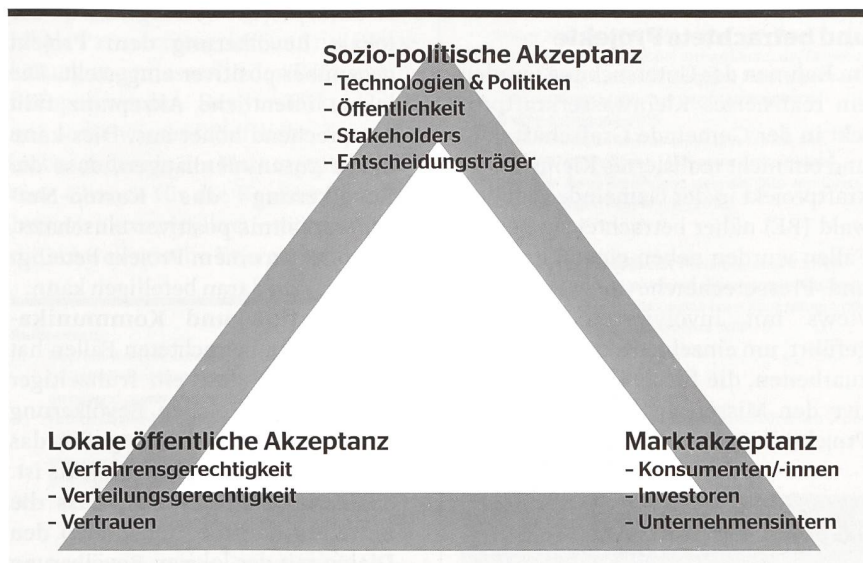 Sozio-politische Akzeptanz
- Technologien & Politiken
- Öffentlichkeit
- Stakeholders
- Entscheidungsträger
Lokale öffentliche Akzeptanz
- Verfahrensgerechtigkeit
- Verteilungsgerechtigkeit
- Vertrauen
Marktakzeptanz
- Konsumenten/-innen
- Investoren
- Unternehmensintern